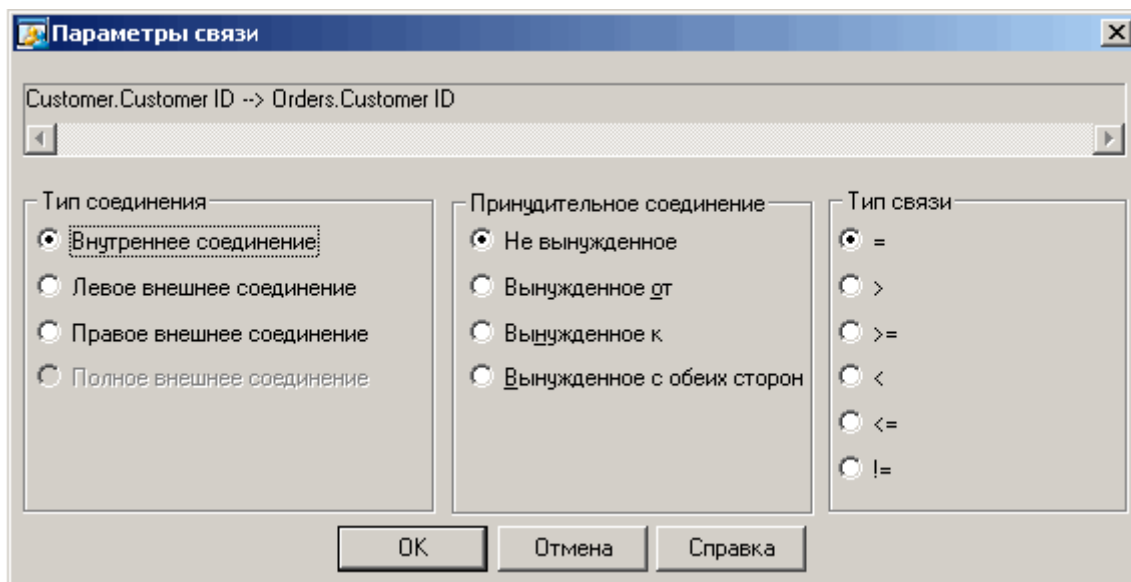 Параметры связи
Customer.Customer ID --> Orders.Customer ID
Тип соединения
Внутреннее соединение
Левое внешнее соединение
Правое внешнее соединение
Полное внешнее соединение
Принудительное соединение
Не вынужденное
Вынужденное от
Вынужденное к
Вынужденное с обеих сторон
Тип связи
=
>
>=
<
<=
!=
OK
Отмена
Справка